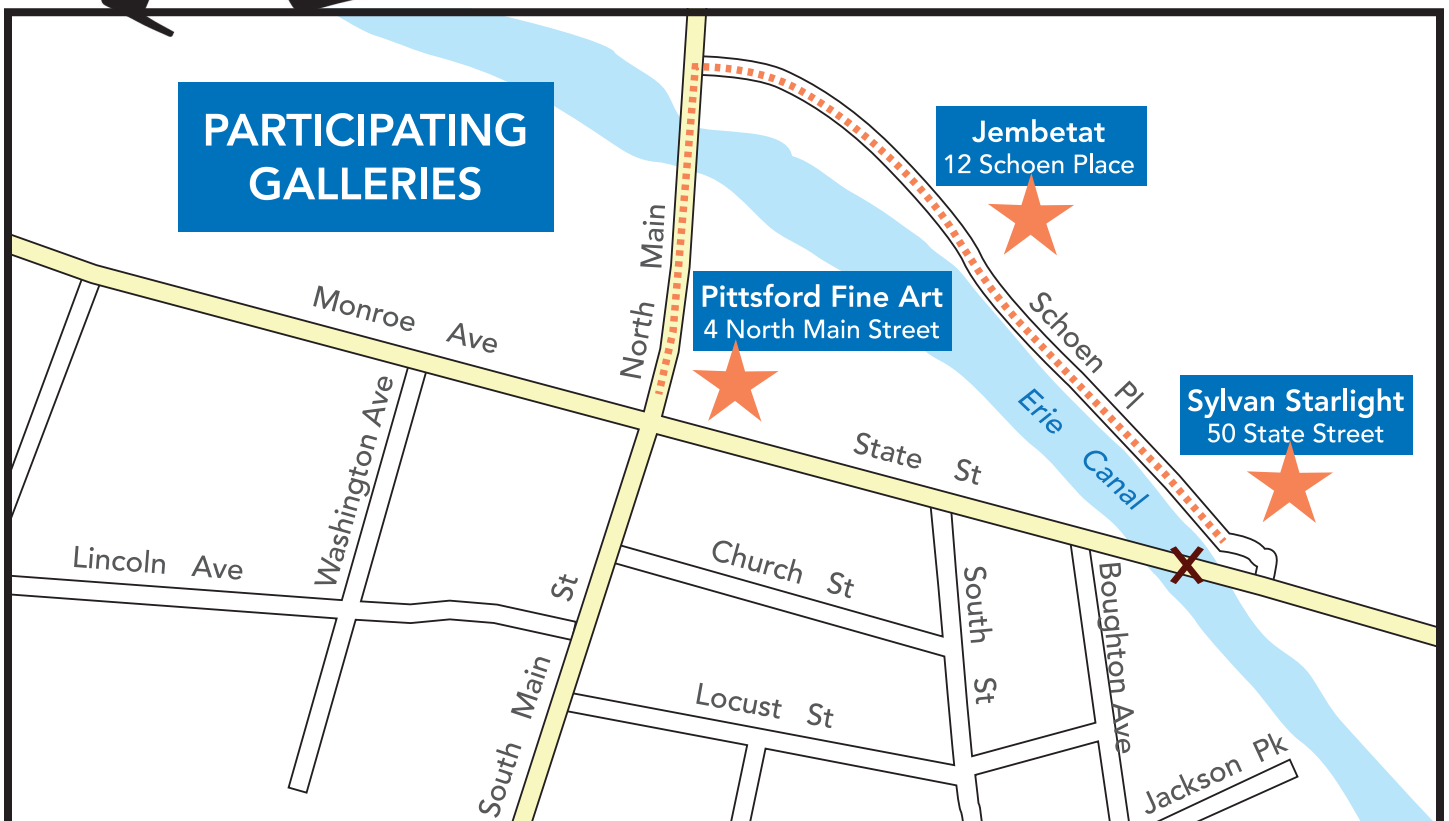 PARTICIPATING
GALLERIES
Jembetat
12 Schoen Place
Pittsford Fine Art
4 North Main Street
Sylvan Starlight
50 State Street
Monroe Ave
North Main
Schoen Pl
Erie Canal
State St
Washington Ave
Lincoln Ave
Church St
South St
Boughton Ave
South Main St
Locust St
Jackson Pk
X